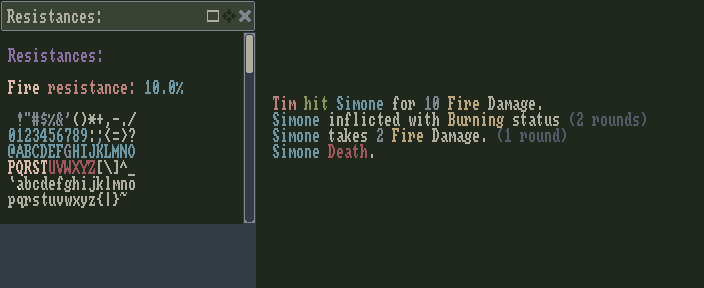 Resistances:
Resistances:
Fire resistance: 10.0%
 !"#$%&'()*+,-./
0123456789:;<=>?
@ABCDEFGHIJKLMNO
PQRSTUVWXYZ[\]^_
`abcdefghijklmno
pqrstuvwxyz{|}~
Tim hit Simone for 10 Fire Damage.
Simone inflicted with Burning status (2 rounds)
Simone takes 2 Fire Damage. (1 round)
Simone Death.